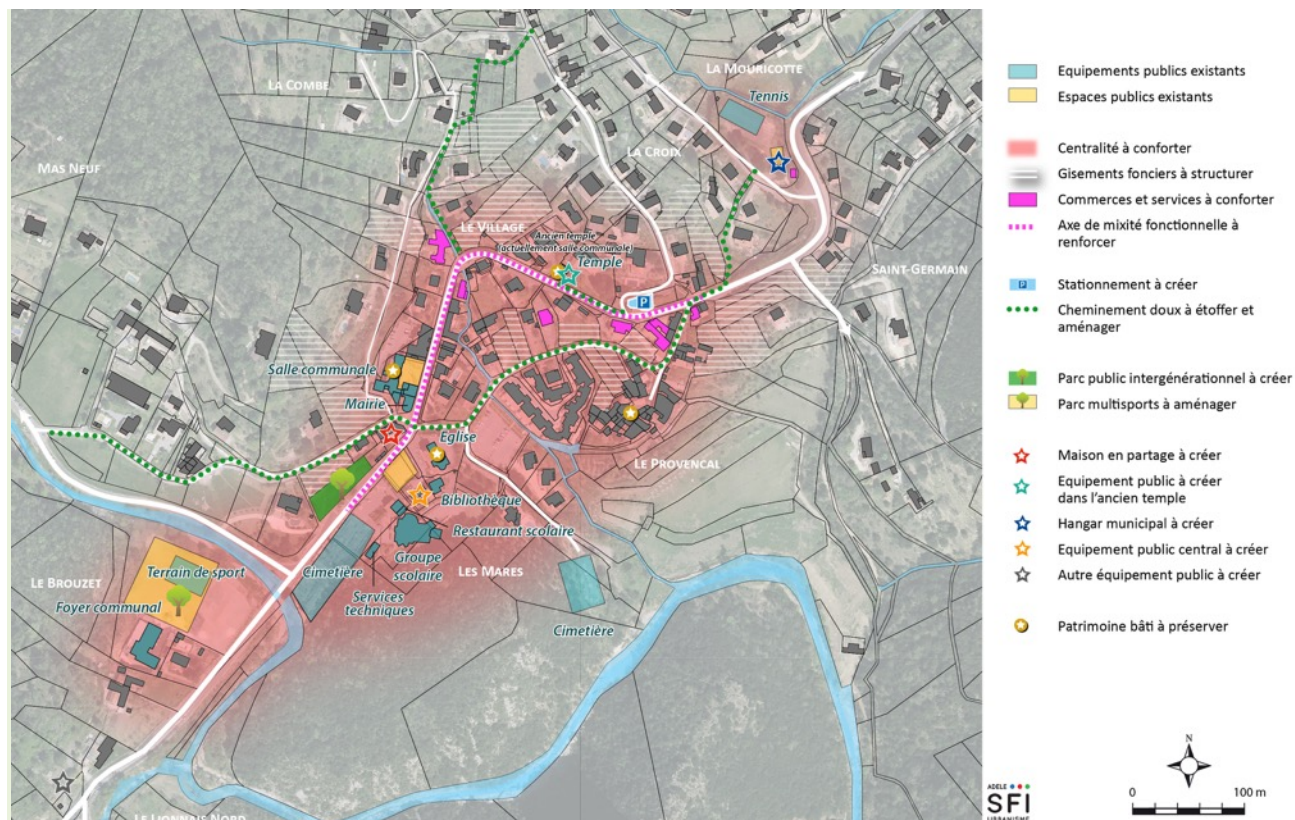 LA MOURICOTTE
LA COMBE
Tennis
MAS NEUF
LA CROIX
LE VILLAGE
Ancien temple
(actuellement salle communale)
Temple
SAINT-GERMAIN
P
Salle communale
Mairie
Eglise
LE PROVENCAL
Bibliothèque
Restaurant scolaire
Groupe
scolaire
LES MARES
Cimetière
Services
techniques
Terrain de sport
LE BROUZET
Foyer communal
Cimetière
LE LIONNAIS NORD
Equipements publics existants
Espaces publics existants
Centralité à conforter
Gisements fonciers à structurer
Commerces et services à conforter
Axe de mixité fonctionnelle à
renforcer
P
Stationnement à créer
Cheminement doux à étoffer et
aménager
Parc public intergénérationnel à créer
Parc multisports à aménager
Maison en partage à créer
Equipement public à créer
dans l'ancien temple
Hangar municipal à créer
Equipement public central à créer
Autre équipement public à créer
Patrimoine bâti à préserver
N
0 100 m
ADELE
SFI
URBANISME